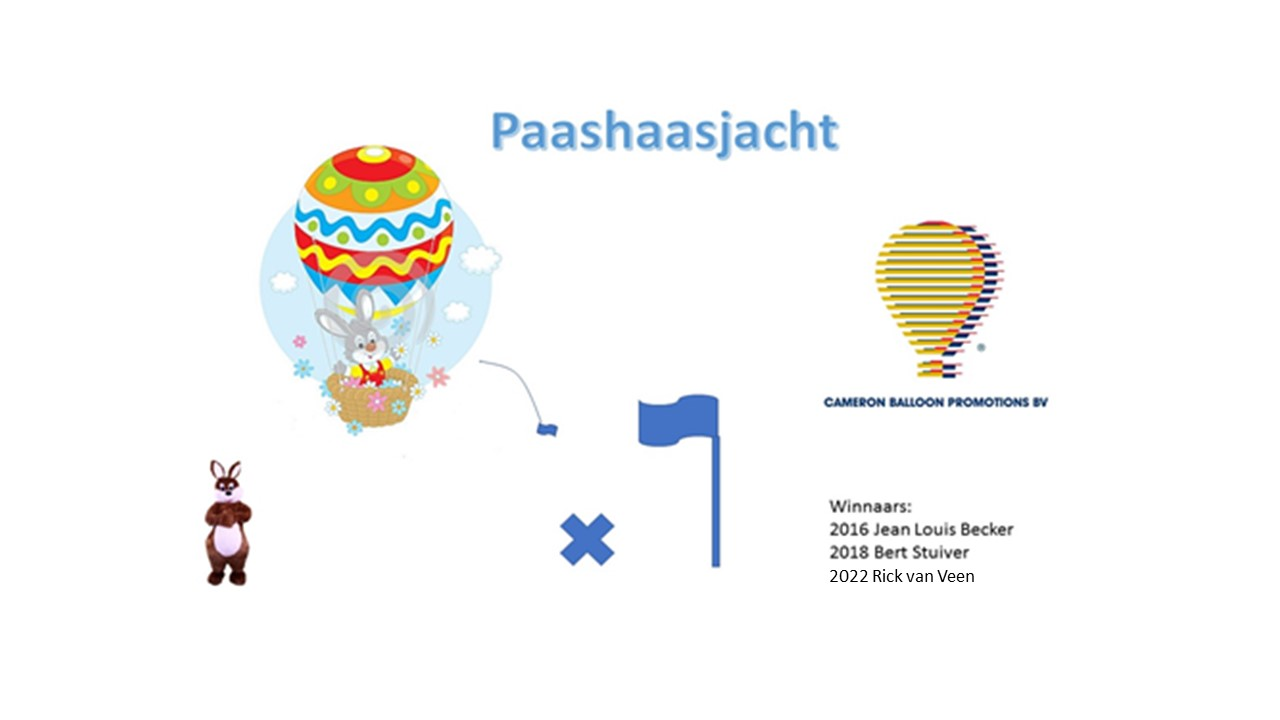 Paashaasjacht
®
CAMERON BALLOON PROMOTIONS BV
Winnaars:
2016 Jean Louis Becker
2018 Bert Stuiver
2022 Rick van Veen